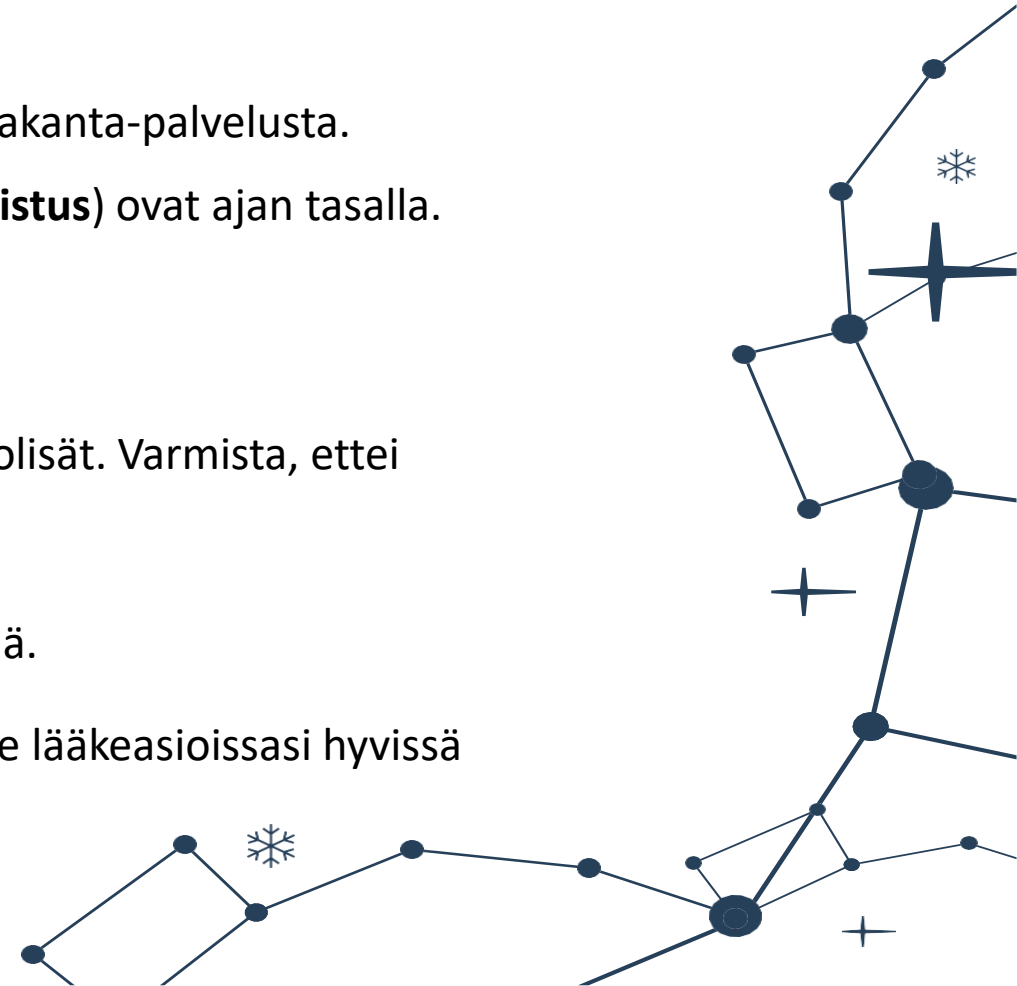 akanta-palvelusta.
istus) ovat ajan tasalla.
olisät. Varmista, ettei
ä.
e lääkeasioissasi hyvissä